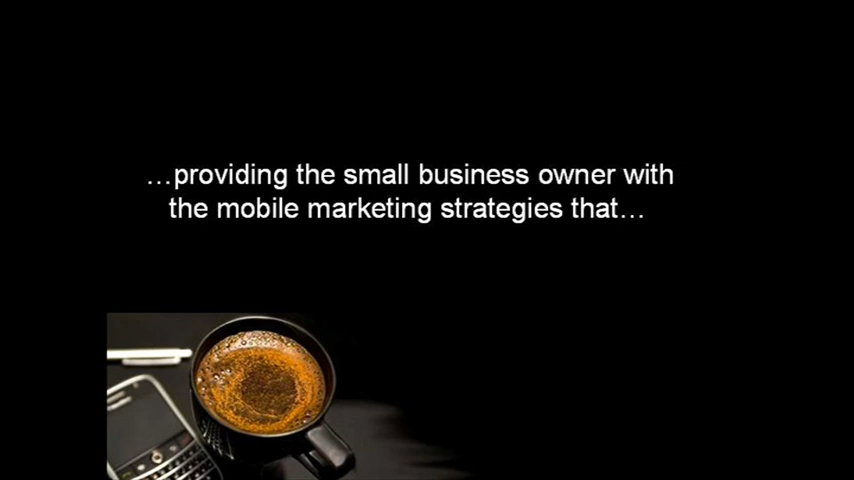 …providing the small business owner with
the mobile marketing strategies that…